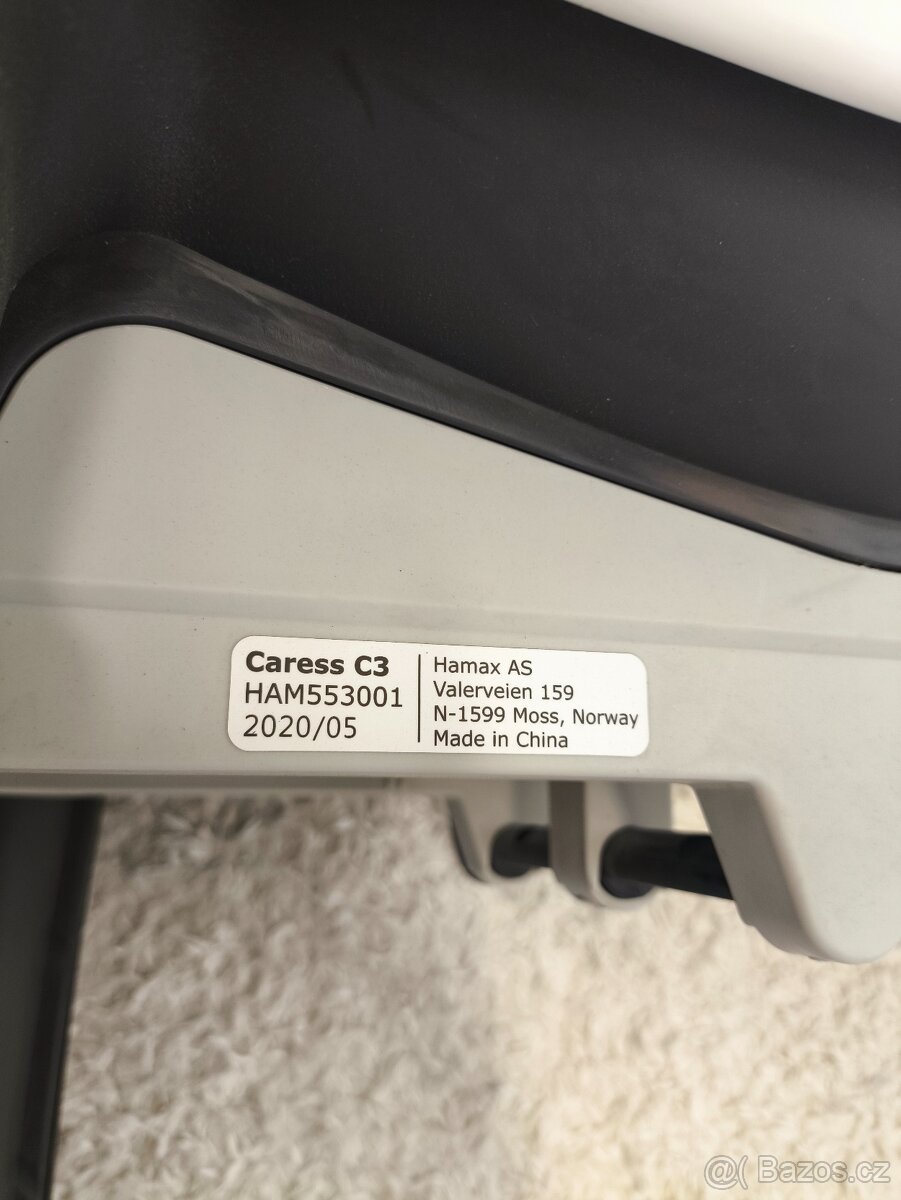 Caress C3
HAM553001
2020/05
Hamax AS
Valerveien 159
N-1599 Moss, Norway
Made in China
@( Bazos.cz